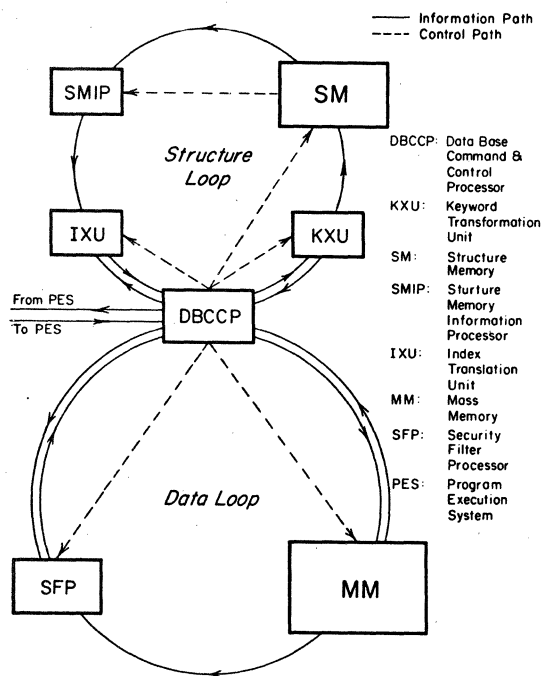 Information Path
Control Path
SMIP
SM
Structure
Loop
IXU
KXU
From PES
To PES
DBCCP
Data Loop
SFP
MM
DBCCP: Data Base
Command &
Control
Processor
KXU: Keyword
Transformation
Unit
SM: Structure
Memory
SMIP: Sturture
Memory
Information
Processor
IXU: Index
Translation
Unit
MM: Mass
Memory
SFP: Security
Filter
Processor
PES: Program
Execution
System